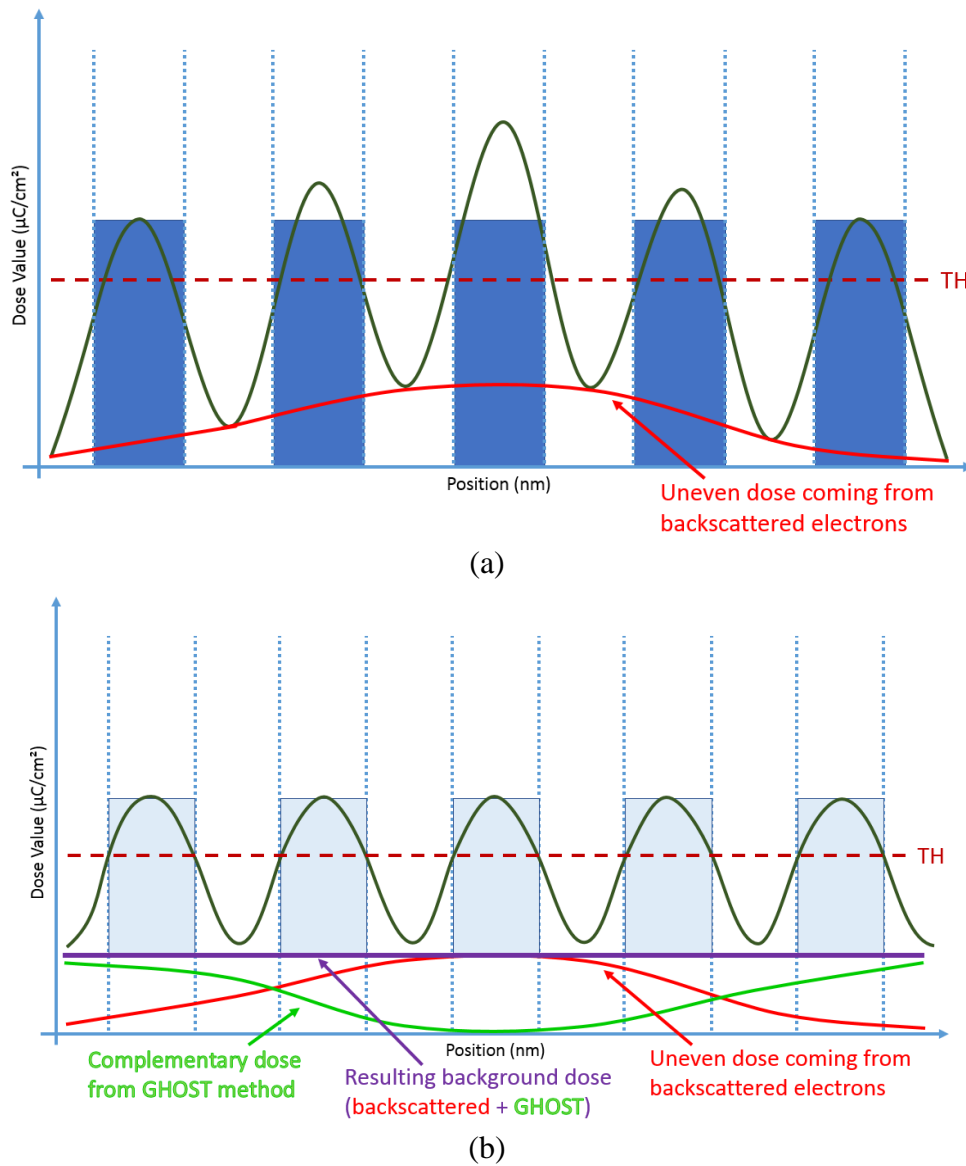 Dose Value (µC/cm²)
TH
Position (nm)
Uneven dose coming from
backscattered electrons
(a)
Dose Value (µC/cm²)
TH
Position (nm)
Complementary dose
from GHOST method
Resulting background dose
(backscattered + GHOST)
Uneven dose coming from
backscattered electrons
(b)